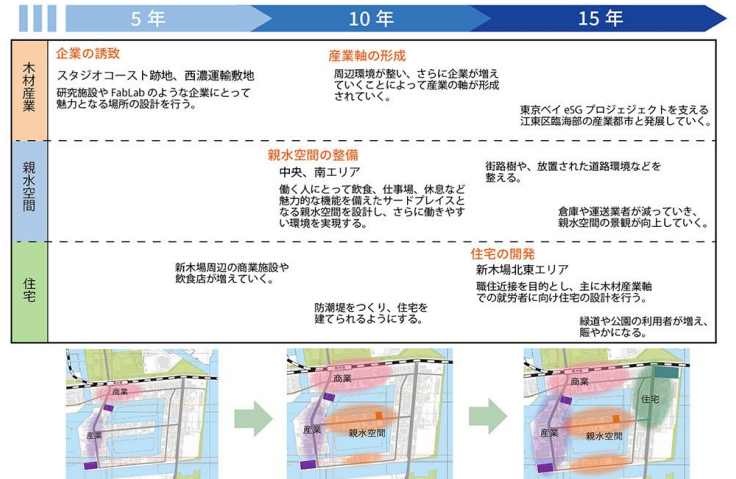 5 年
10 年
15 年
木材産業
企業の誘致
スタジオコースト跡地、西濃運輸敷地
研究施設や FabLab のような企業にとって
魅力となる場所の設計を行う。
産業軸の形成
周辺環境が整い、さらに企業が増え
ていくことによって産業の軸が形成
されていく。
東京ベイ eSG プロジェジェクトを支える
江東区臨海部の産業都市と発展していく。
親水空間
親水空間の整備
中央、南エリア
働く人にとって飲食、仕事場、休息など
魅力的な機能を備えたサードプレイスと
なる親水空間を設計し、さらに働きやす
い環境を実現する。
街路樹や、放置された道路環境などを
整える。
倉庫や運送業者が減っていき、
親水空間の景観が向上していく。
住宅
新木場周辺の商業施設や
飲食店が増えていく。
防潮堤をつくり、住宅を
建てられるようにする。
住宅の開発
新木場北東エリア
職住近接を目的とし、主に木材産業軸
での就労者に向け住宅の設計を行う。
緑道や公園の利用者が増え、
賑やかになる。
商業
産業
商業
産業
親水空間
商業
住宅
産業
親水空間